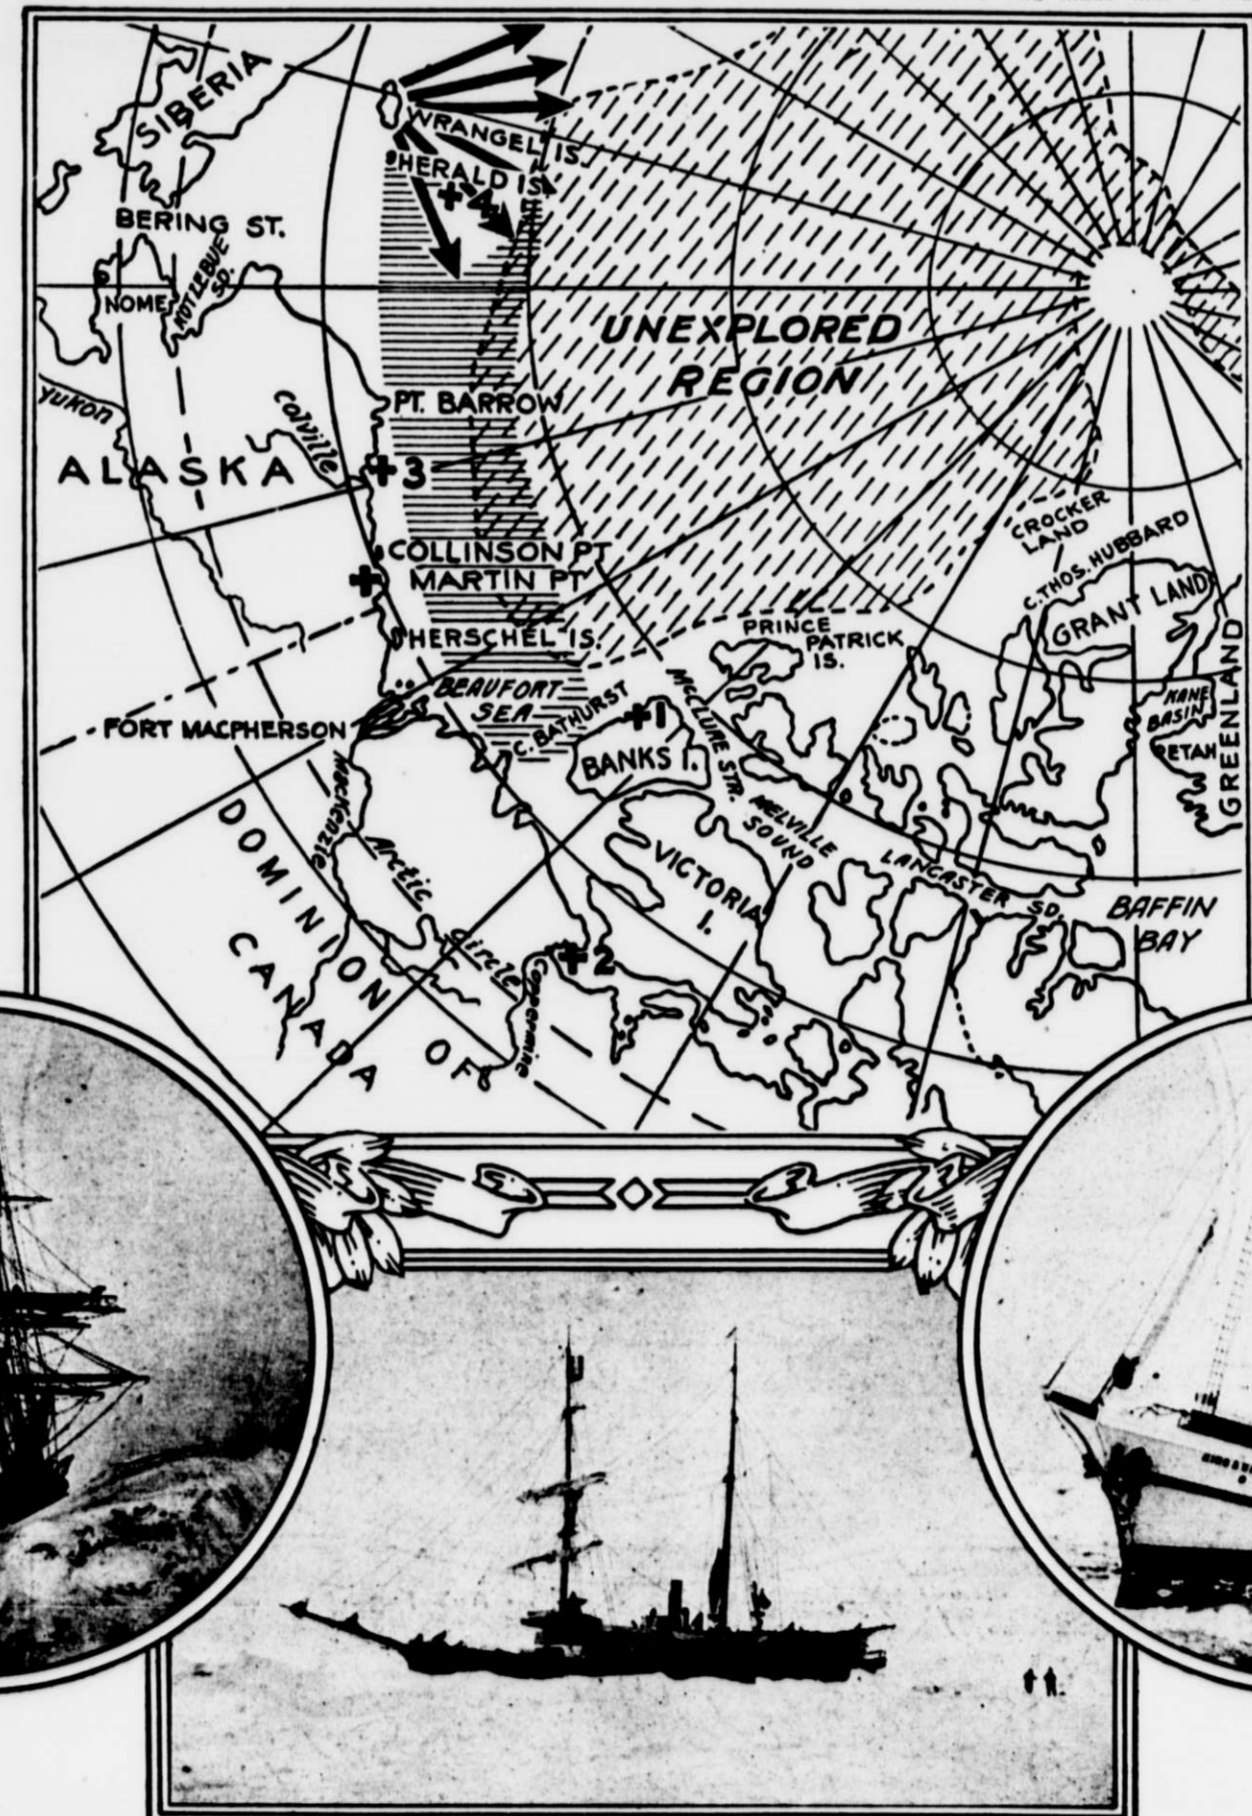 SIBERIA
WRANGEL IS.
HERALD IS.
+4
BERING ST.
KOTZEBUE
SD.
NOME
UNEXPLORED
REGION
Yukon
Colville
PT. BARROW
ALASKA
+3
COLLINSON PT
MARTIN PT
+
HERSCHEL IS.
CROCKER
LAND
C. THOS. HUBBARD
GRANT LAND
PRINCE
PATRICK
IS.
BEAUFORT
SEA
C. BATHURST
+1
MCCLURE STR.
KANE
BASIN
ETAH
GREENLAND
FORT MACPHERSON
BANKS I.
MacKenzie
MELVILLE
SOUND
LANCASTER SD.
VICTORIA
I.
BAFFIN
BAY
Arctic
Circle
+2
Coppermine
DOMINION OF
CANADA